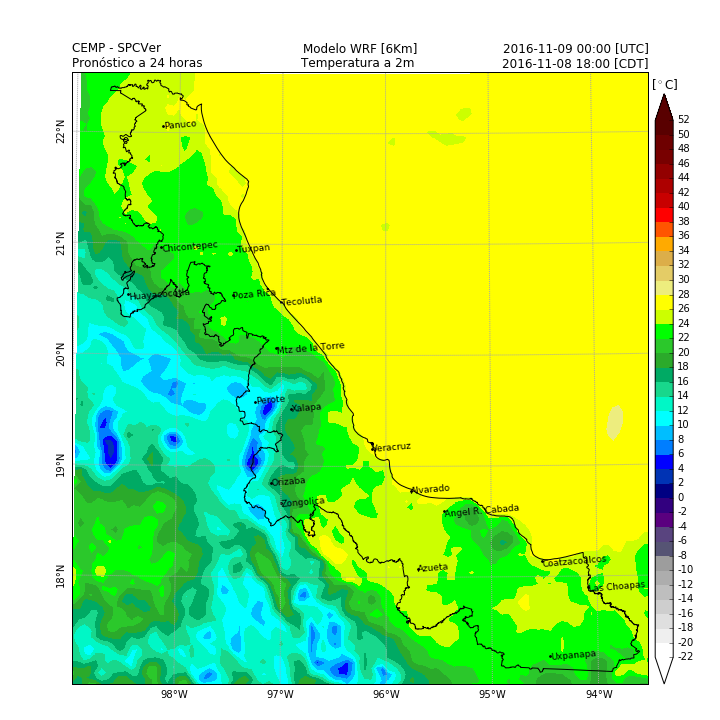 CEMP - SPCVer Modelo WRF [6Km] 2016-11-09 00:00 [UTC]
Pronóstico a 24 horas Temperatura a 2m 2016-11-08 18:00 [CDT]
[°C]
52
50
48
46
44
42
40
38
36
34
32
30
28
26
24
22
20
18
16
14
12
10
8
6
4
2
0
-2
-4
-6
-8
-10
-12
-14
-16
-18
-20
-22
22°N
21°N
20°N
19°N
18°N
Panuco
Chicontepec
Tuxpan
Huayacocotla
Poza Rica
Tecolutla
Mtz de la Torre
Perote
Xalapa
Veracruz
Orizaba
Alvarado
Zongolica
Angel R. Cabada
Azueta
Coatzacoalcos
Las Choapas
Uxpanapa
98°W 97°W 96°W 95°W 94°W